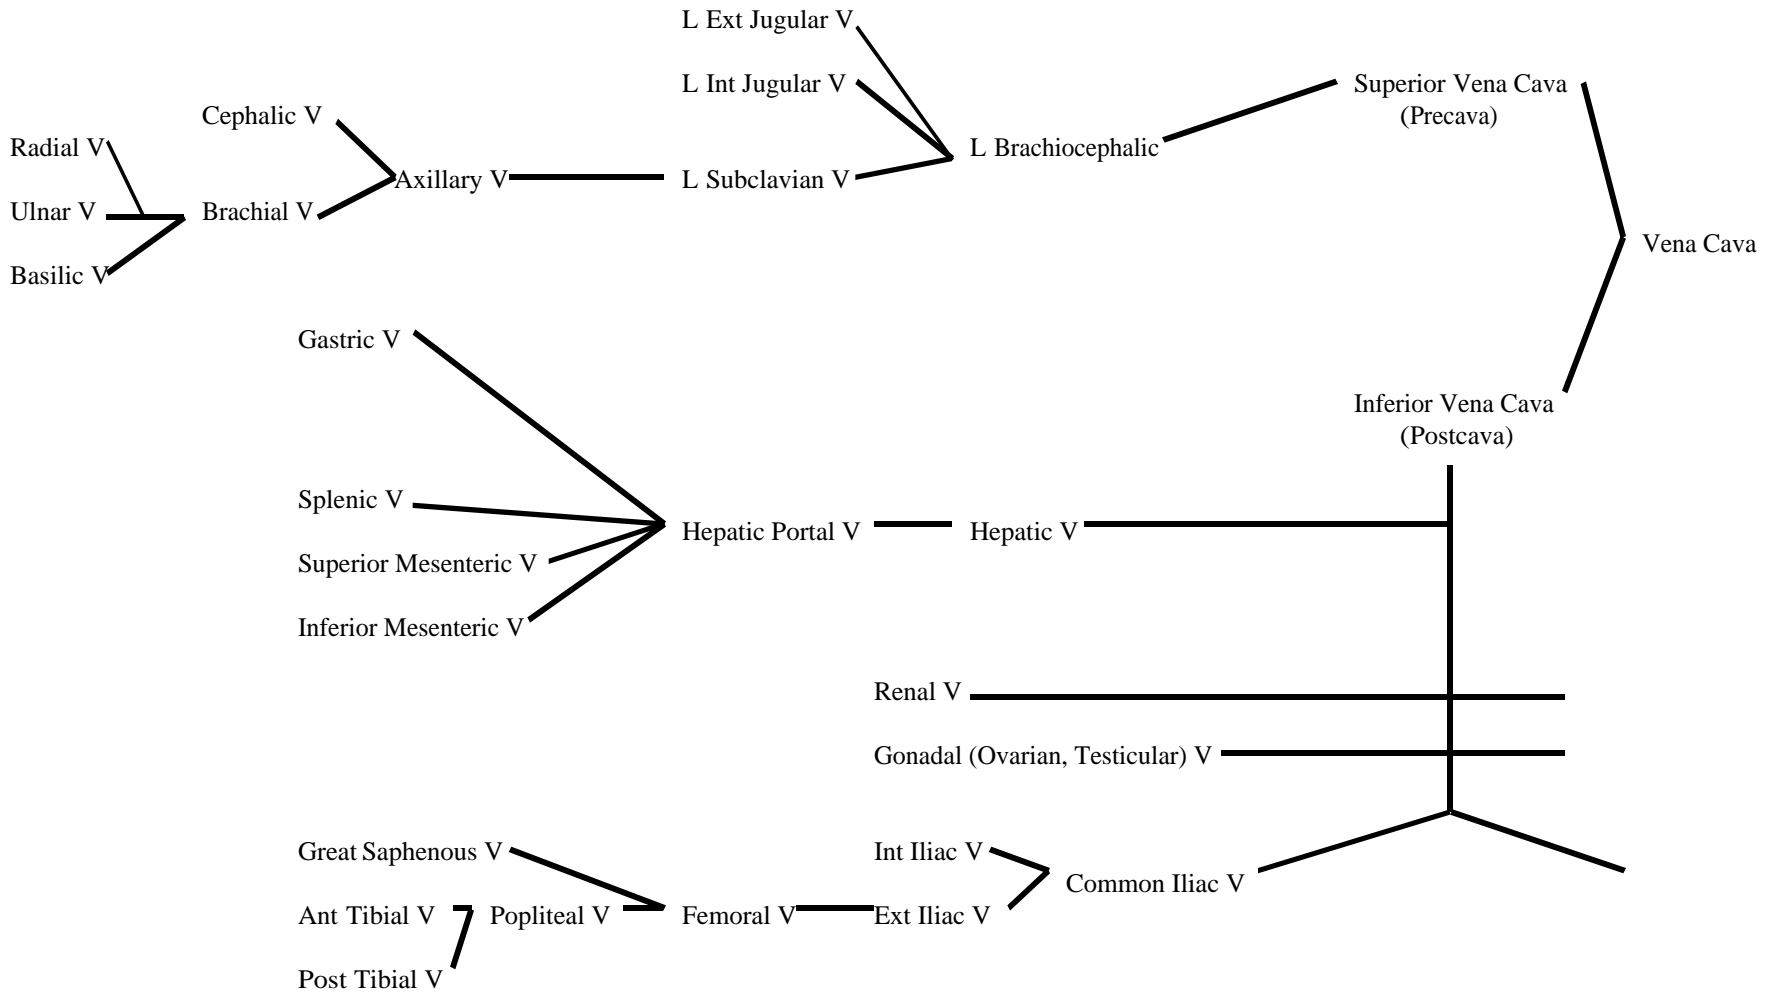 L Ext Jugular V
L Int Jugular V
Superior Vena Cava
(Precava)
Cephalic V
Radial V
L Brachiocephalic
Axillary V
L Subclavian V
Ulnar V
Brachial V
Vena Cava
Basilic V
Gastric V
Inferior Vena Cava
(Postcava)
Splenic V
Hepatic Portal V
Hepatic V
Superior Mesenteric V
Inferior Mesenteric V
Renal V
Gonadal (Ovarian, Testicular) V
Great Saphenous V
Int Iliac V
Common Iliac V
Ant Tibial V
Popliteal V
Femoral V
Ext Iliac V
Post Tibial V